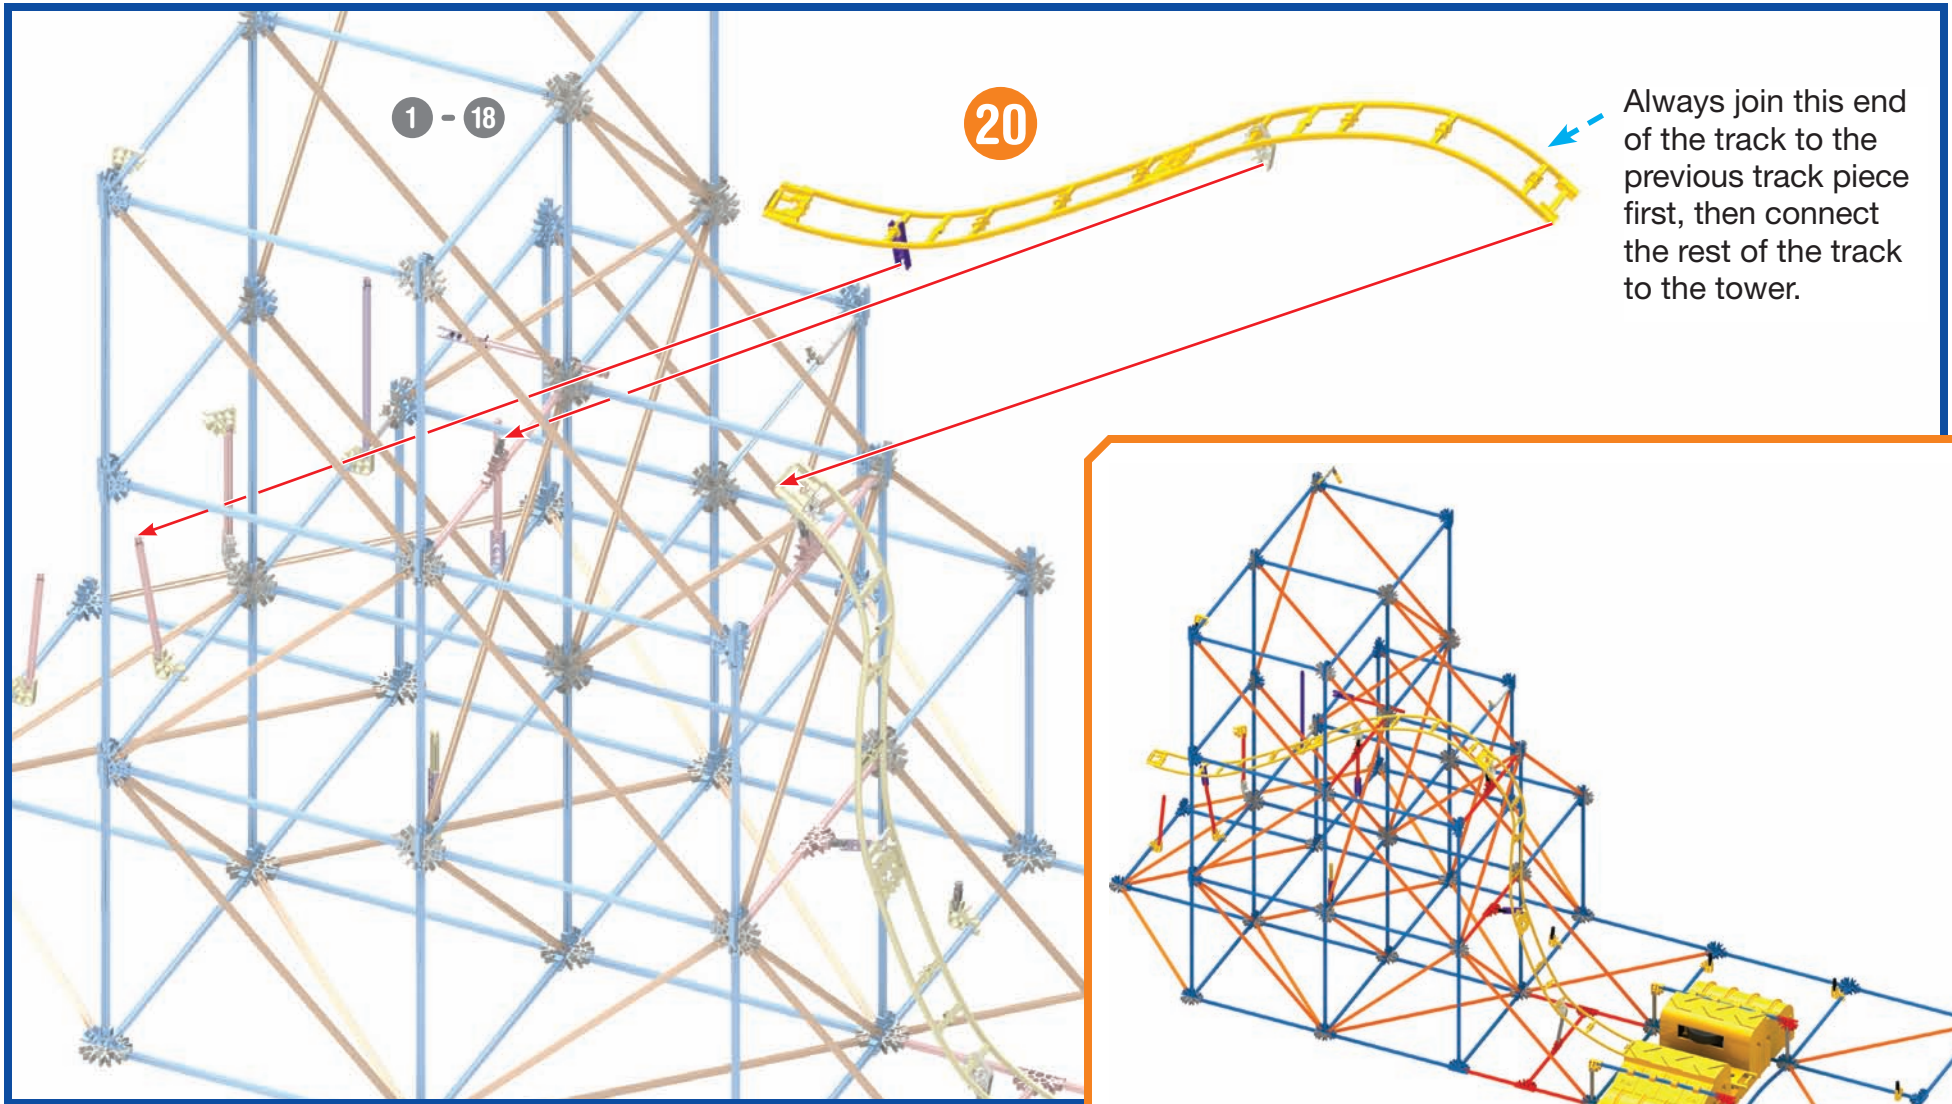 1 - 18
20
Always join this end
of the track to the
previous track piece
first, then connect
the rest of the track
to the tower.